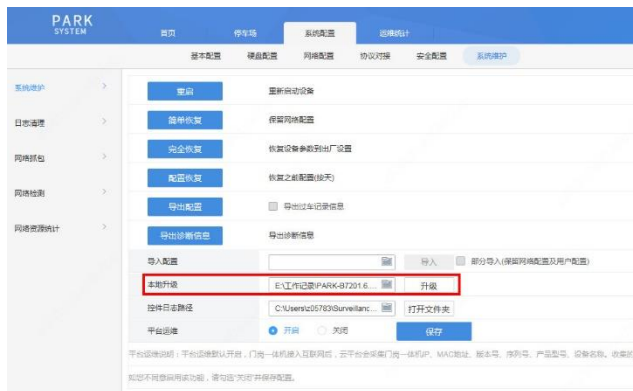 PARK
SYSTEM
首页 停车场 系统配置 运维统计
基本配置 硬盘配置 网络配置 协议对接 安全配置 系统维护
系统维护
日志清理
网络抓包
网络检测
网络资源统计
重启 重新启动设备
简单恢复 保留网络配置
完全恢复 恢复设备参数到出厂设置
配置恢复 恢复之前配置(按天)
导出配置 导出过车记录信息
导出诊断信息 导出诊断信息
导入配置 导入 部分导入(保留网络配置及用户配置)
本地升级 E:\工作记录\PARK-B7201.6.... 升级
控件日志路径 C:\Users\z05783\Surveillanc... 打开文件夹
平台运维 开启 关闭 保存
平台运维说明：平台运维默认开启，门岗一体机接入互联网后，云平台会采集门岗一体机IP、MAC地址、版本号、序列号、产品型号、设备名称。收集的
如您不同意启用该功能，请勾选“关闭”并保存配置。